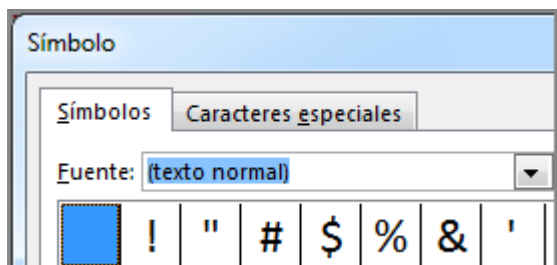 Símbolo
Símbolos Caracteres especiales
Fuente: (texto normal)
! " # $ % & '